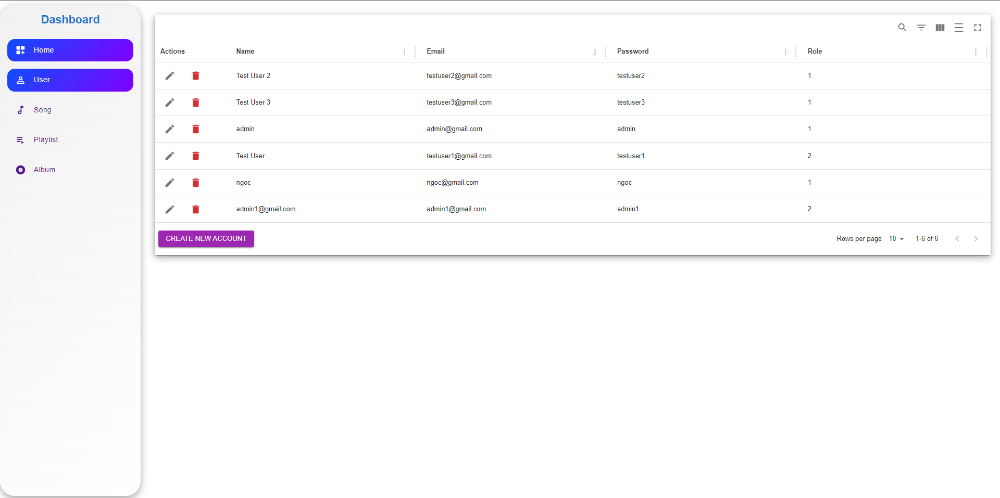 Dashboard
Home
User
Song
Playlist
Album
Actions Name Email Password Role
Test User 2 testuser2@gmail.com testuser2 1
Test User 3 testuser3@gmail.com testuser3 1
admin admin@gmail.com admin 1
Test User testuser1@gmail.com testuser1 2
ngoc ngoc@gmail.com ngoc 1
admin1@gmail.com admin1@gmail.com admin1 2
CREATE NEW ACCOUNT Rows per page 10 1-6 of 6